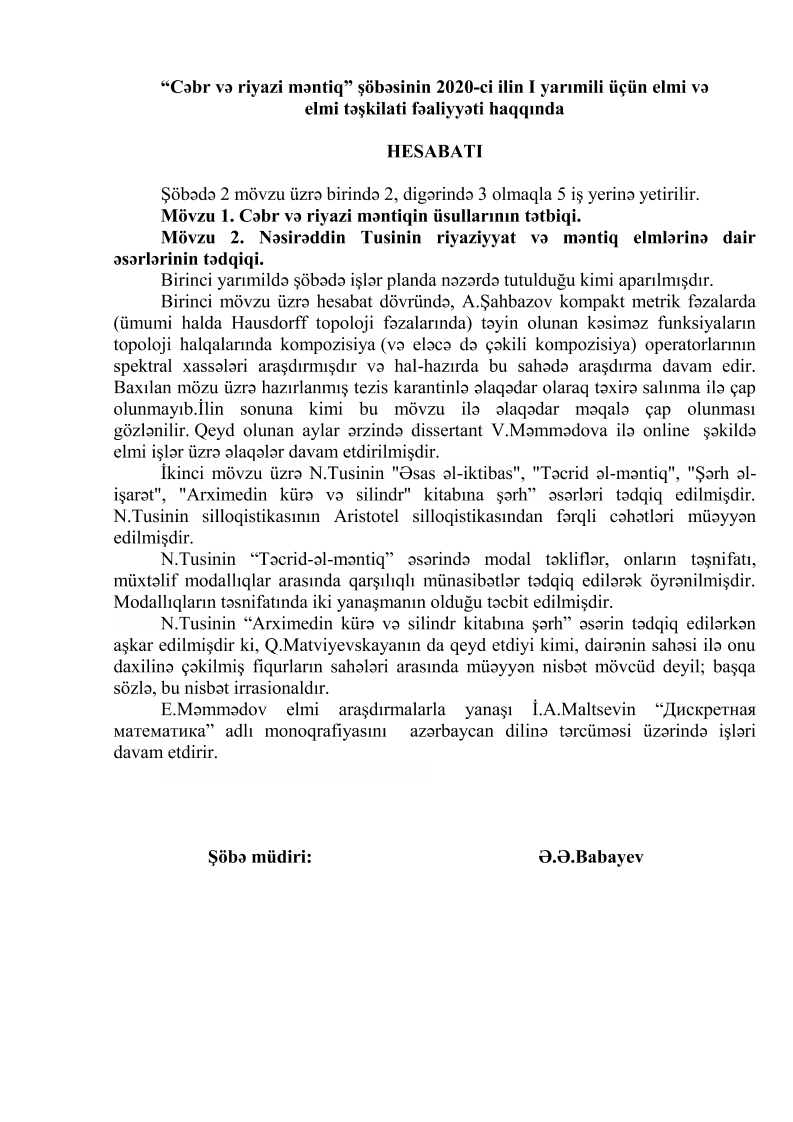 “Cəbr və riyazi məntiq” şöbəsinin 2020-ci ilin I yarımili üçün elmi və
elmi təşkilati fəaliyyəti haqqında
HESABATI
Şöbədə 2 mövzu üzrə birində 2, digərində 3 olmaqla 5 iş yerinə yetirilir.
Mövzu 1. Cəbr və riyazi məntiqin üsullarının tətbiqi.
Mövzu 2. Nəsirəddin Tusinin riyaziyyat və məntiq elmlərinə dair
əsərlərinin tədqiqi.
Birinci yarımildə şöbədə işlər planda nəzərdə tutulduğu kimi aparılmışdır.
Birinci mövzu üzrə hesabat dövründə, A.Şahbazov kompakt metrik fəzalarda
(ümumi halda Hausdorff topoloji fəzalarında) təyin olunan kəsiməz funksiyaların
topoloji halqalarında kompozisiya (və eləcə də çəkili kompozisiya) operatorlarının
spektral xassələri araşdırmışdır və hal-hazırda bu sahədə araşdırma davam edir.
Baxılan mözu üzrə hazırlanmış tezis karantinlə əlaqədar olaraq təxirə salınma ilə çap
olunmayıb.İlin sonuna kimi bu mövzu ilə əlaqədar məqalə çap olunması
gözlənilir. Qeyd olunan aylar ərzində dissertant V.Məmmədova ilə online şəkildə
elmi işlər üzrə əlaqələr davam etdirilmişdir.
İkinci mövzu üzrə N.Tusinin "Əsas əl-iktibas", "Təcrid əl-məntiq", "Şərh əl-
işarət", "Arximedin kürə və silindr" kitabına şərh” əsərləri tədqiq edilmişdir.
N.Tusinin silloqistikasının Aristotel silloqistikasından fərqli cəhətləri müəyyən
edilmişdir.
N.Tusinin “Təcrid-əl-məntiq” əsərində modal təkliflər, onların təşnifatı,
müxtəlif modallıqlar arasında qarşılıqlı münasibətlər tədqiq edilərək öyrənilmişdir.
Modallıqların təsnifatında iki yanaşmanın olduğu təcbit edilmişdir.
N.Tusinin “Arximedin kürə və silindr kitabına şərh” əsərin tədqiq edilərkən
aşkar edilmişdir ki, Q.Matviyevskayanın da qeyd etdiyi kimi, dairənin sahəsi ilə onu
daxilinə çəkilmiş fiqurların sahələri arasında müəyyən nisbət mövcüd deyil; başqa
sözlə, bu nisbət irrasionaldır.
E.Məmmədov elmi araşdırmalarla yanaşı İ.A.Maltsevin “Дискретная
математика” adlı monoqrafiyasını azərbaycan dilinə tərcüməsi üzərində işləri
davam etdirir.
Şöbə müdiri: Ə.Ə.Babayev